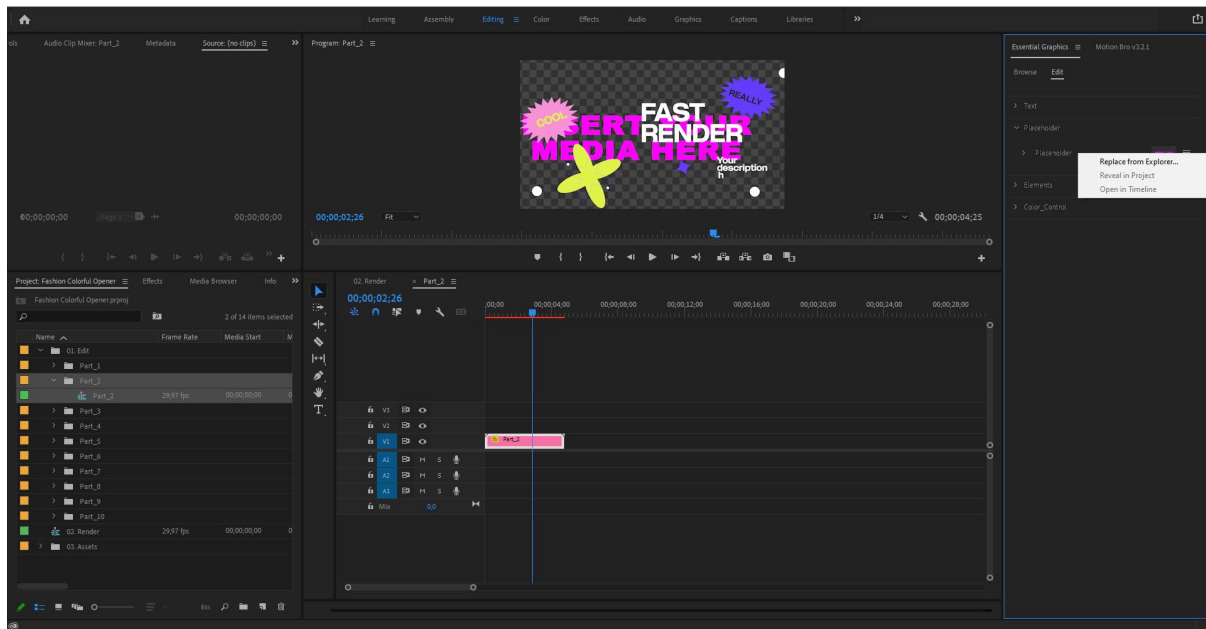 Learning Assembly Editing Color Effects Audio Graphics Captions Libraries
Audio Clip Mixer: Part_2 Metadata Source: (no clips)
Program: Part_2
Essential Graphics Motion Bro v3.2.1
Browse Edit
COOL
REALLY
FAST
RENDER
MEDIA HERE
Your
description
h
Text
Placeholder
Placeholder
Replace from Explorer...
Reveal in Project
Open in Timeline
Elements
Color_Control
00;00;00;00 Page 1 00;00;00;00
00;00;02;26 Fit 1/4 00;00;04;25
Project: Fashion Colorful Opener Effects Media Browser Info
Fashion Colorful Opener.prproj
2 of 14 items selected
Name Frame Rate Media Start M
01. Edit
Part_1
Part_2
Part_2 29,97 fps 00;00;00;00 0
Part_3
Part_4
Part_5
Part_6
Part_7
Part_8
Part_9
Part_10
02. Render 29,97 fps 00;00;00;00 0
03. Assets
02. Render Part_2
00;00;02;26
;00;00 00;00;04;00 00;00;08;00 00;00;12;00 00;00;16;00 00;00;20;00 00;00;24;00 00;00;28;00
V3
V2
V1 fx Part_2
A1 M S
A2 M S
A3 M S
Mix 0,0